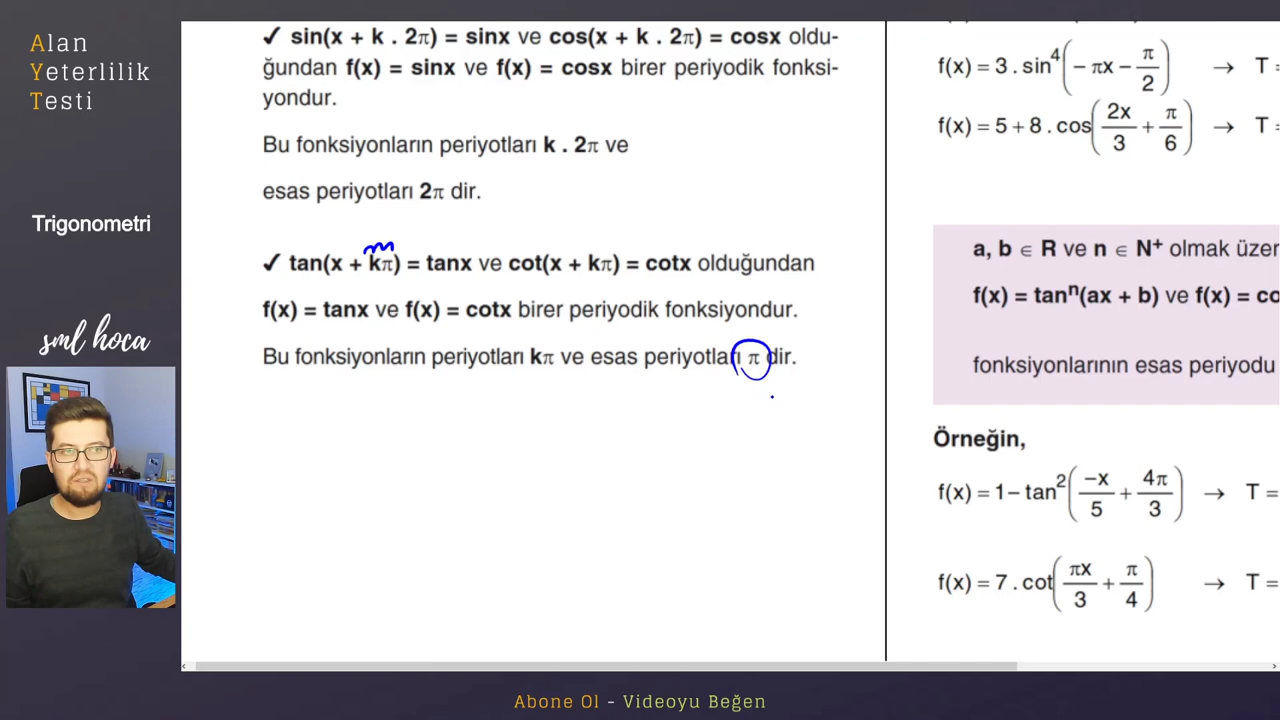 Alan
Yeterlilik
Testi
Trigonometri
sml hoca
✓ sin(x + k . 2π) = sinx ve cos(x + k . 2π) = cosx oldu-
ğundan f(x) = sinx ve f(x) = cosx birer periyodik fonksi-
yondur.
Bu fonksiyonların periyotları k . 2π ve
esas periyotları 2π dir.
✓ tan(x + kπ) = tanx ve cot(x + kπ) = cotx olduğundan
f(x) = tanx ve f(x) = cotx birer periyodik fonksiyondur.
Bu fonksiyonların periyotları kπ ve esas periyotları π dir.
f(x) = 3 . sin⁴(− πx − π/2) → T =
f(x) = 5 + 8 . cos(2x/3 + π/6) → T =
a, b ∈ R ve n ∈ N⁺ olmak üzer
f(x) = tanⁿ(ax + b) ve f(x) = co
fonksiyonlarının esas periyodu
Örneğin,
f(x) = 1 − tan²(−x/5 + 4π/3) → T =
f(x) = 7 . cot(πx/3 + π/4) → T =
Abone Ol - Videoyu Beğen